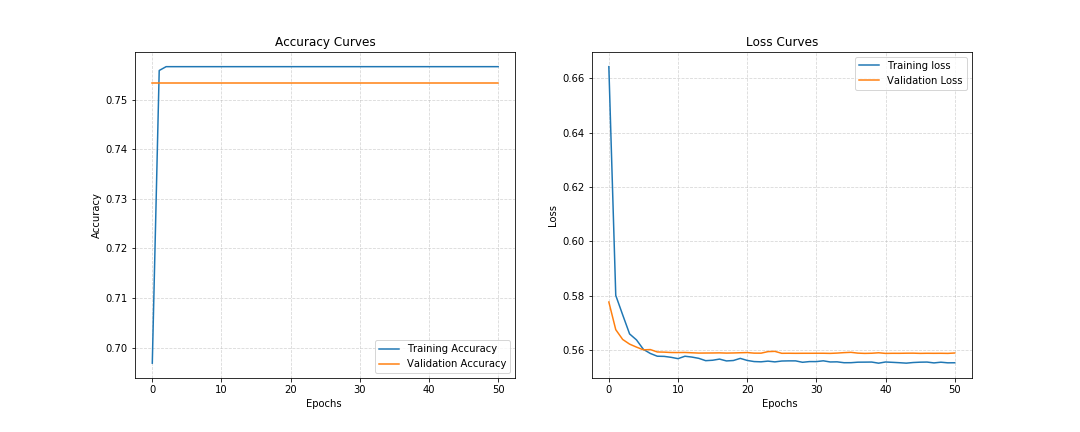 Accuracy Curves
Accuracy
0.75
0.74
0.73
0.72
0.71
0.70
0
10
20
30
40
50
Epochs
Training Accuracy
Validation Accuracy
Loss Curves
Loss
0.66
0.64
0.62
0.60
0.58
0.56
0
10
20
30
40
50
Epochs
Training loss
Validation Loss